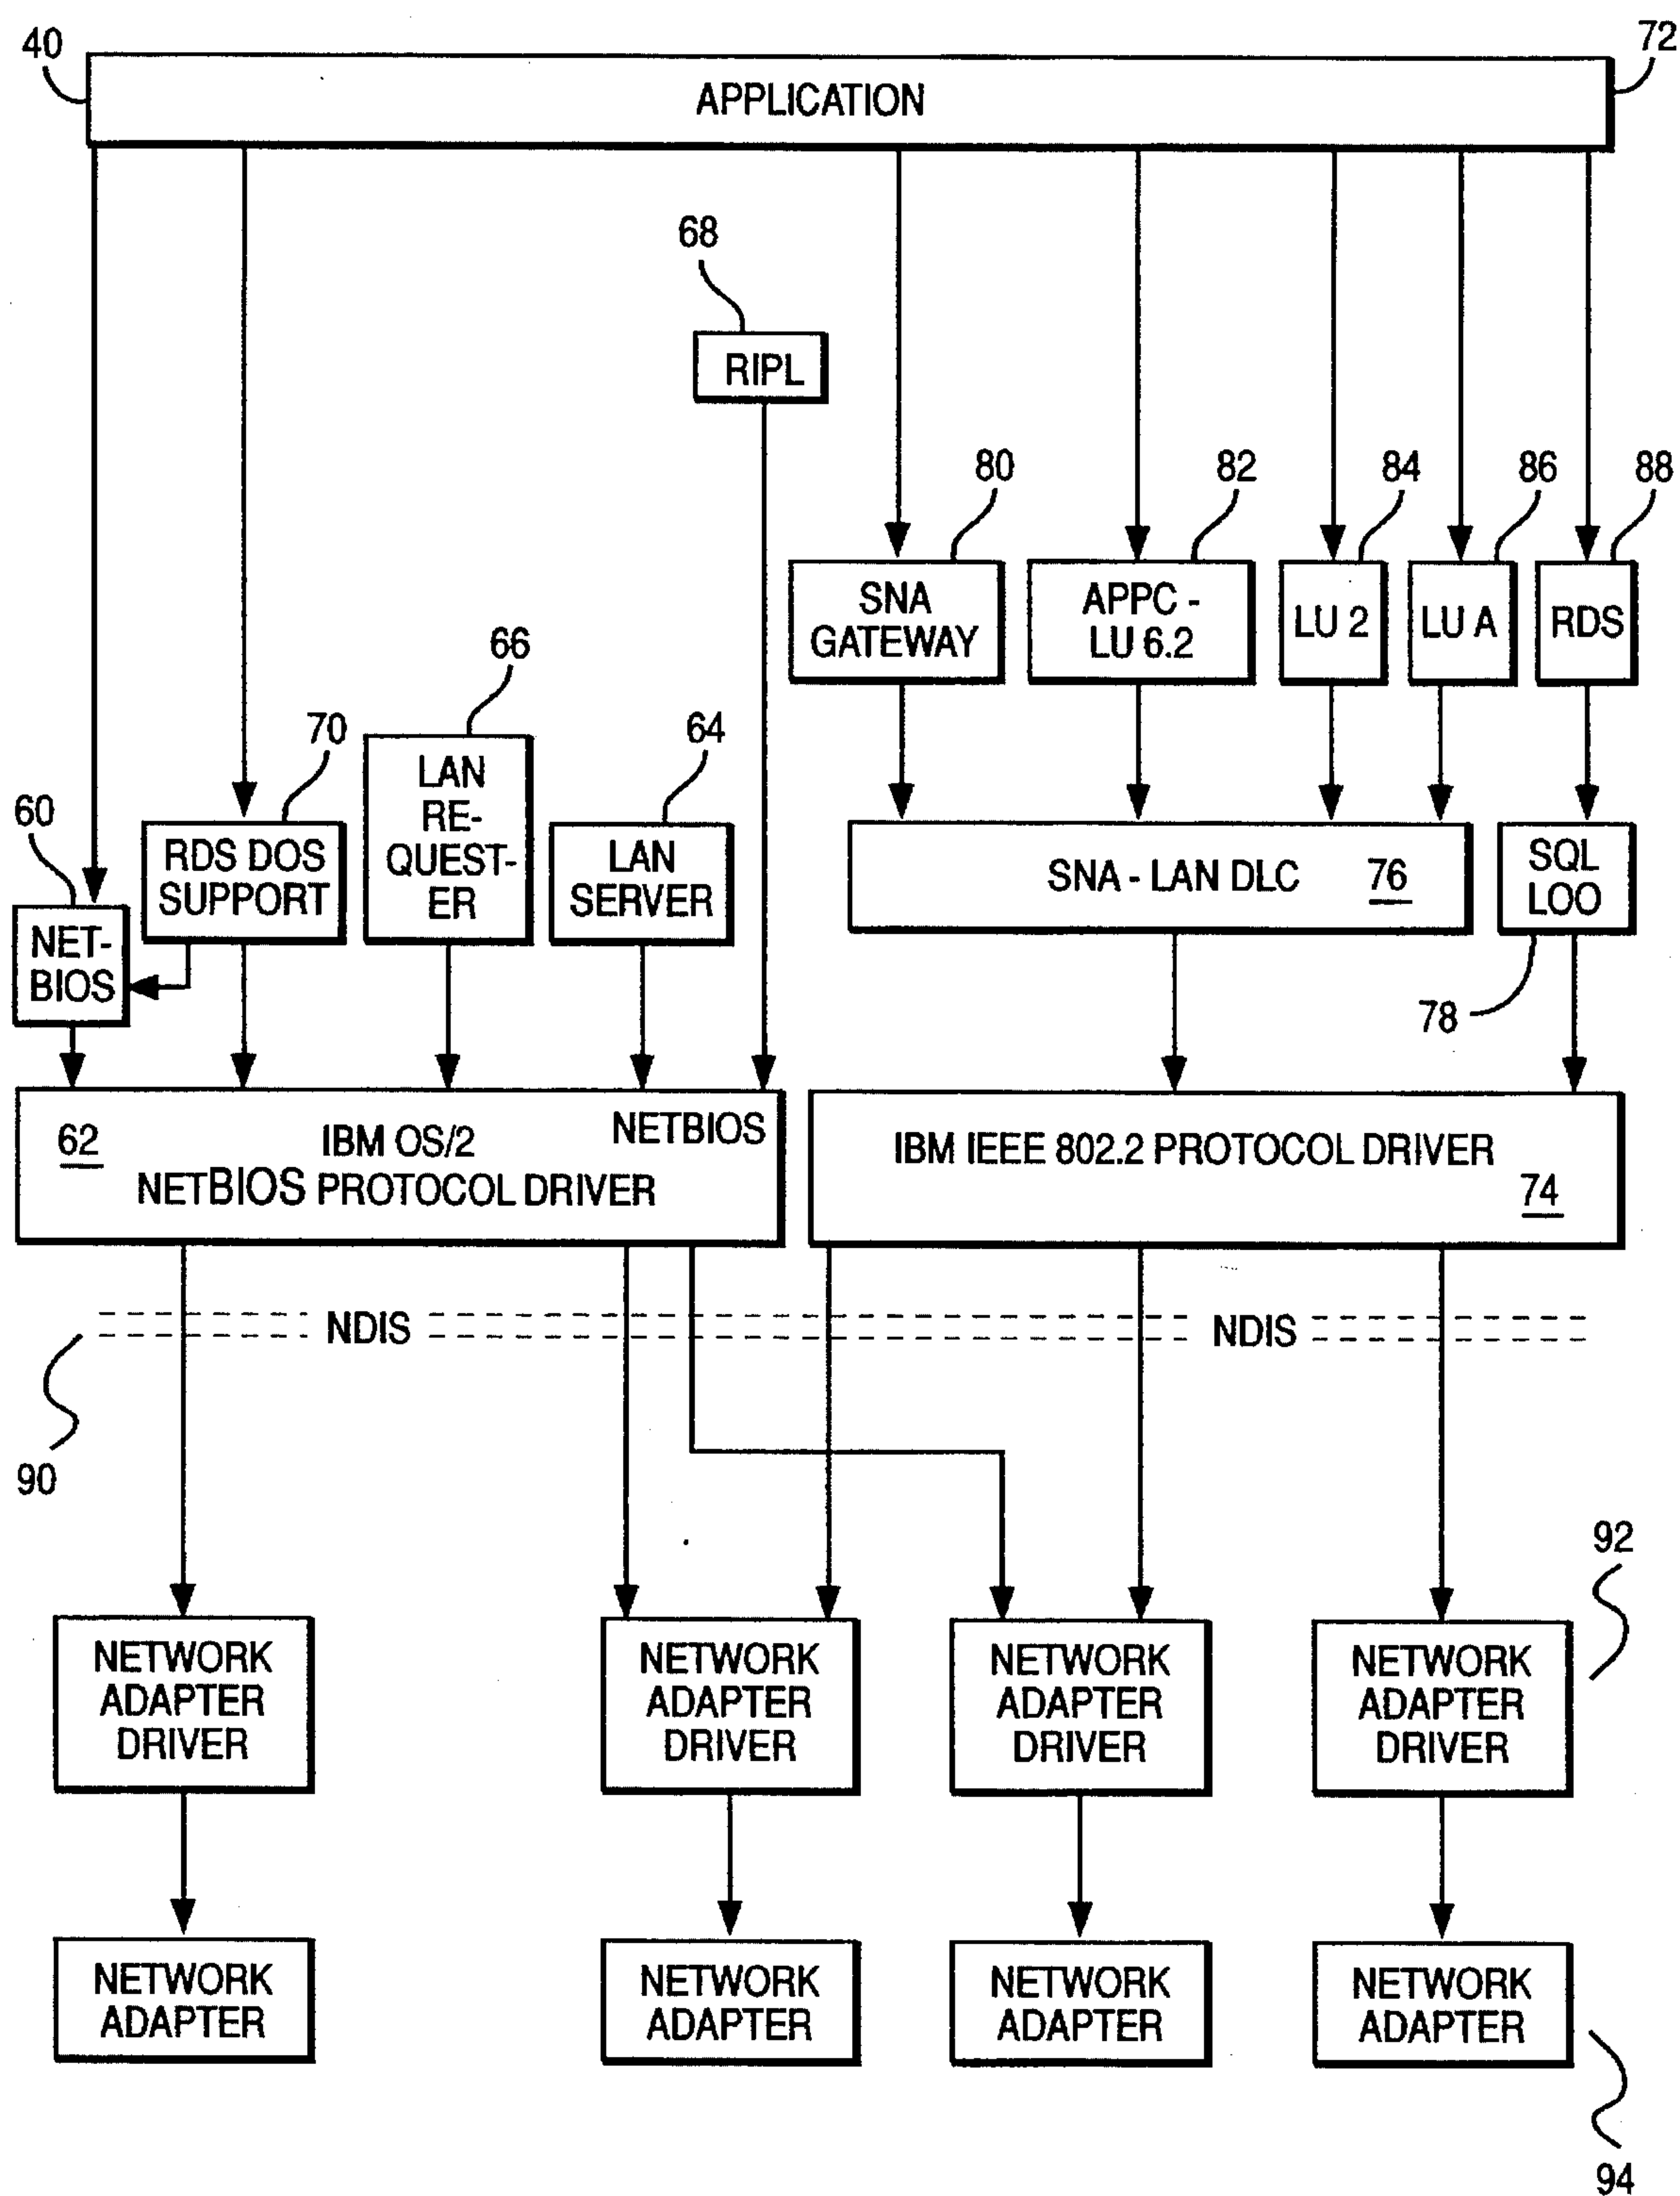 40
72
APPLICATION
68
RIPL
80
82
84
86
88
SNA
GATEWAY
APPC -
LU 6.2
LU 2
LU A
RDS
66
70
64
60
LAN
RE-
QUEST-
ER
RDS DOS
SUPPORT
LAN
SERVER
SNA - LAN DLC
76
SQL
LOO
NET-
BIOS
78
62
IBM OS/2
NETBIOS
NETBIOS PROTOCOL DRIVER
IBM IEEE 802.2 PROTOCOL DRIVER
74
NDIS
NDIS
90
92
NETWORK
ADAPTER
DRIVER
NETWORK
ADAPTER
DRIVER
NETWORK
ADAPTER
DRIVER
NETWORK
ADAPTER
DRIVER
NETWORK
ADAPTER
NETWORK
ADAPTER
NETWORK
ADAPTER
NETWORK
ADAPTER
94